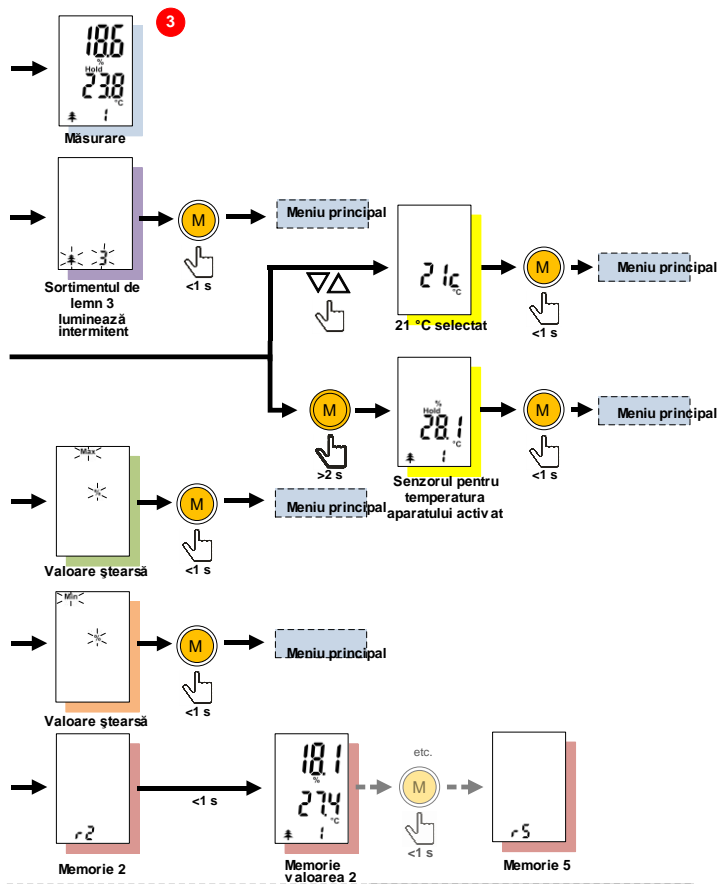 3
18.6
%
Hold
23.8
°C
1
Măsurare
3
Sortimentul de
lemn 3
luminează
intermitent
M
<1 s
Meniu principal
21c
°C
21 °C selectat
M
<1 s
Meniu principal
M
>2 s
%
Hold
28.1
°C
1
Senzorul pentru
temperatura
aparatului activat
M
<1 s
Meniu principal
Max
%
Valoare ştearsă
M
<1 s
Meniu principal
Min
%
Valoare ştearsă
M
<1 s
Meniu principal
r2
Memorie 2
<1 s
18.1
%
27.4
°C
1
Memorie
valoarea 2
etc.
M
<1 s
r5
Memorie 5